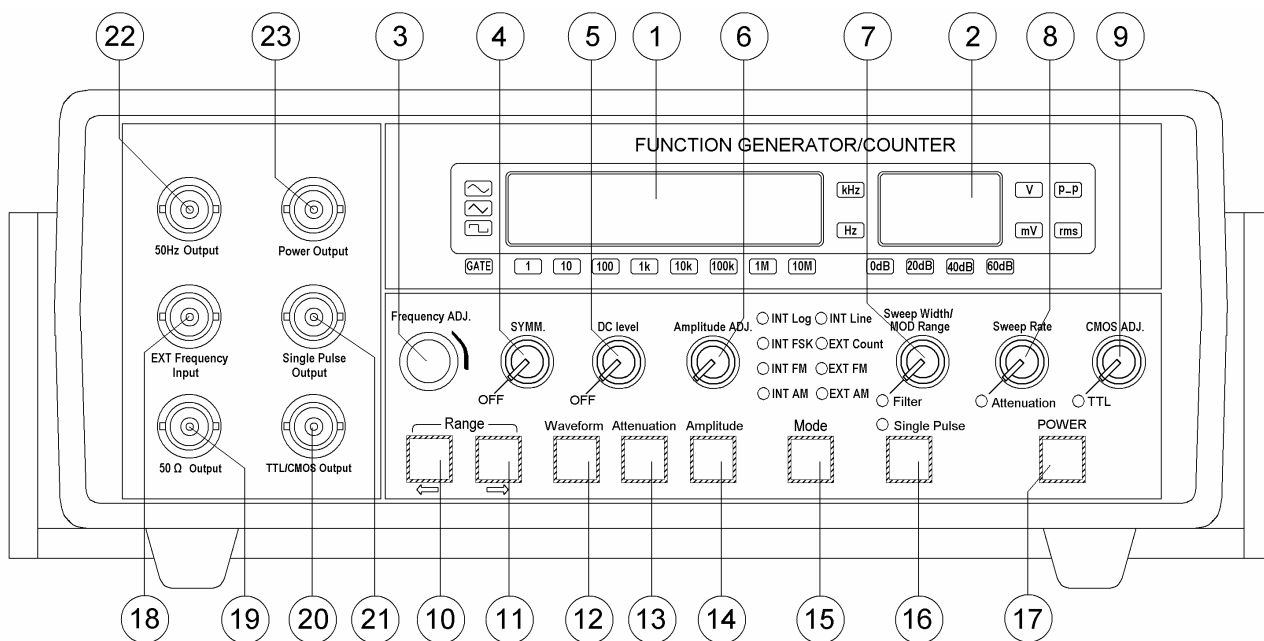 22 23 3 4 5 1 6 7 2 8 9
FUNCTION GENERATOR/COUNTER
kHz V p_p
Hz mV rms
GATE 1 10 100 1k 10k 100k 1M 10M 0dB 20dB 40dB 60dB
50Hz Output Power Output
EXT Frequency
Input
Single Pulse
Output
50 Ω Output TTL/CMOS Output
Frequency ADJ. SYMM. DC level Amplitude ADJ.
OFF OFF
INT Log INT Line
INT FSK EXT Count
INT FM EXT FM
INT AM EXT AM
Sweep Width/
MOD Range
Sweep Rate CMOS ADJ.
Filter Attenuation TTL
Single Pulse
Range Waveform Attenuation Amplitude Mode POWER
18 19 20 21 10 11 12 13 14 15 16 17